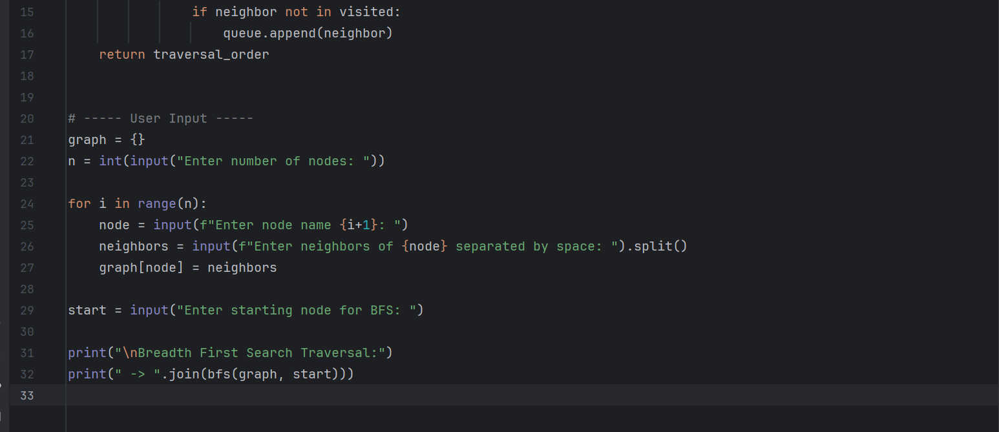 15                     if neighbor not in visited:
16                         queue.append(neighbor)
17         return traversal_order
18
19
20     # ----- User Input -----
21     graph = {}
22     n = int(input("Enter number of nodes: "))
23
24     for i in range(n):
25         node = input(f"Enter node name {i+1}: ")
26         neighbors = input(f"Enter neighbors of {node} separated by space: ").split()
27         graph[node] = neighbors
28
29     start = input("Enter starting node for BFS: ")
30
31     print("\nBreadth First Search Traversal:")
32     print(" -> ".join(bfs(graph, start)))
33